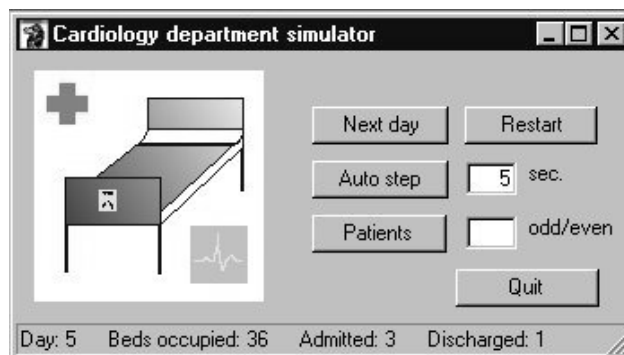 Cardiology department simulator
Next day Restart
Auto step 5 sec.
Patients odd/even
Quit
Day: 5 Beds occupied: 36 Admitted: 3 Discharged: 1